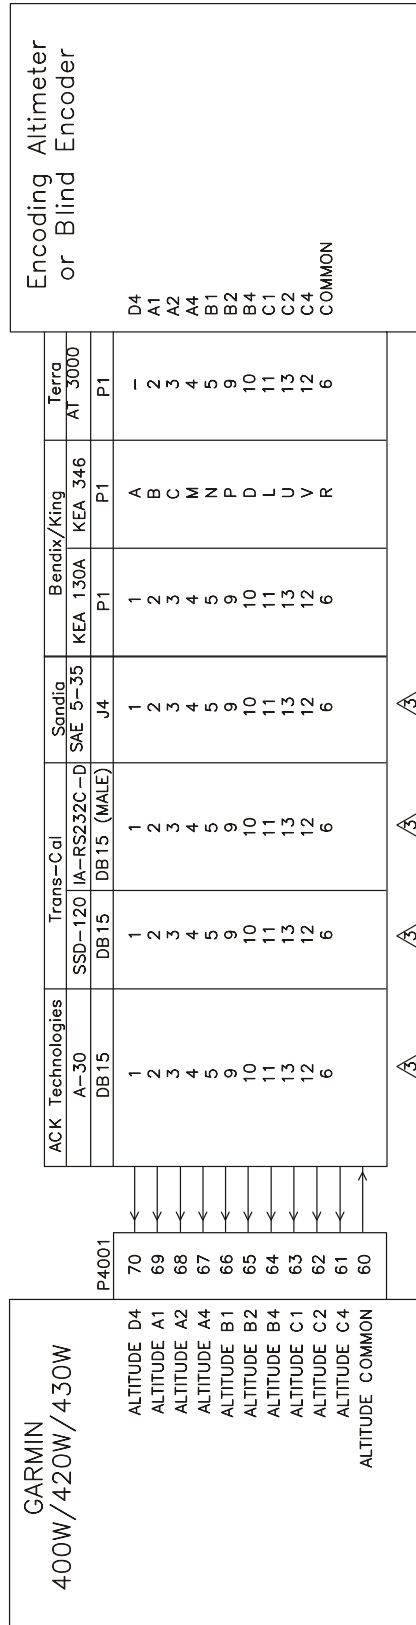 GARMIN
400W/420W/430W
P4001
ALTITUDE D4 70
ALTITUDE A1 69
ALTITUDE A2 68
ALTITUDE A4 67
ALTITUDE B1 66
ALTITUDE B2 65
ALTITUDE B4 64
ALTITUDE C1 63
ALTITUDE C2 62
ALTITUDE C4 61
ALTITUDE COMMON 60
ACK Technologies Trans-Cal Sandia Bendix/King Terra
A-30 SSD-120 IA-RS232C-D SAE 5-35 KEA 130A KEA 346 AT 3000
DB15 DB15 DB15 (MALE) J4 P1 P1 P1
1 1 1 1 1 A –
2 2 2 2 2 B 2
3 3 3 3 3 C 3
4 4 4 4 4 M 4
5 5 5 5 5 N 5
9 9 9 9 9 P 9
10 10 10 10 10 D 10
11 11 11 11 11 L 11
13 13 13 13 13 U 13
12 12 12 12 12 V 12
6 6 6 6 6 R 6
3 3 3 3
Encoding Altimeter
or Blind Encoder
D4
A1
A2
A4
B1
B2
B4
C1
C2
C4
COMMON